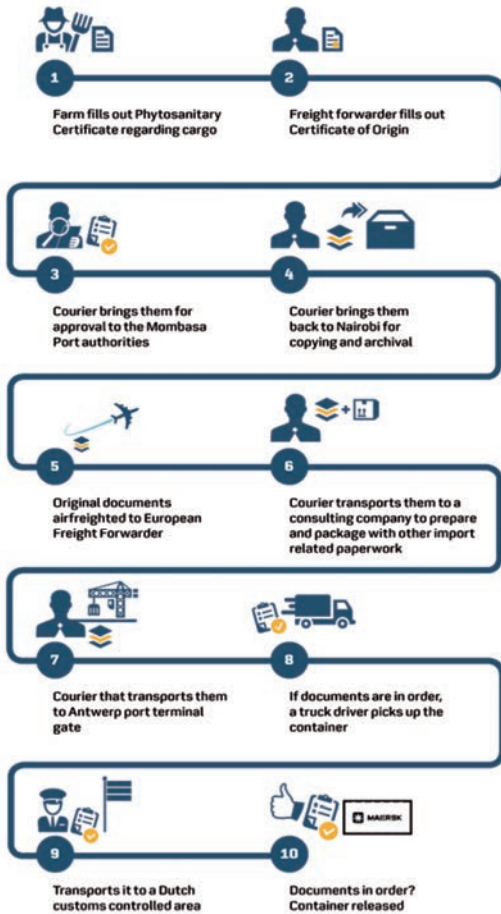 1
Farm fills out Phytosanitary
Certificate regarding cargo
2
Freight forwarder fills out
Certificate of Origin
3
Courier brings them for
approval to the Mombasa
Port authorities
4
Courier brings them
back to Nairobi for
copying and archival
5
Original documents
airfreighted to European
Freight Forwarder
6
Courier transports them to a
consulting company to prepare
and package with other import
related paperwork
7
Courier that transports them
to Antwerp port terminal
gate
8
If documents are in order,
a truck driver picks up the
container
9
Transports it to a Dutch
customs controlled area
MAERSK
10
Documents in order?
Container released